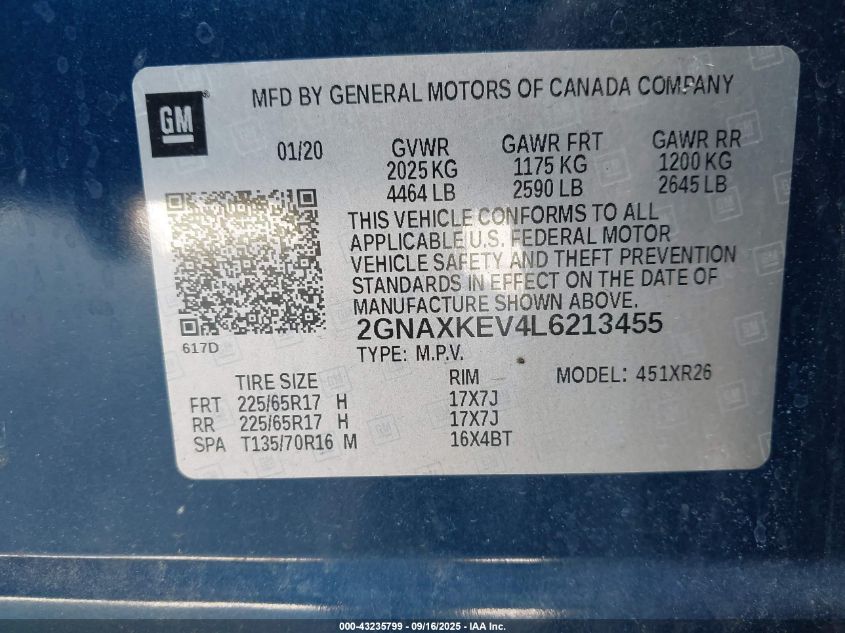 MFD BY GENERAL MOTORS OF CANADA COMPANY
GM®
01/20 GVWR GAWR FRT GAWR RR
2025 KG 1175 KG 1200 KG
4464 LB 2590 LB 2645 LB
THIS VEHICLE CONFORMS TO ALL
APPLICABLE U.S. FEDERAL MOTOR
VEHICLE SAFETY AND THEFT PREVENTION
STANDARDS IN EFFECT ON THE DATE OF
MANUFACTURE SHOWN ABOVE.
617D
2GNAXKEV4L6213455
TYPE: M.P.V.
TIRE SIZE RIM MODEL: 451XR26
FRT 225/65R17 H 17X7J
RR 225/65R17 H 17X7J
SPA T135/70R16 M 16X4BT
000-43235799 - 09/16/2025 - IAA Inc.